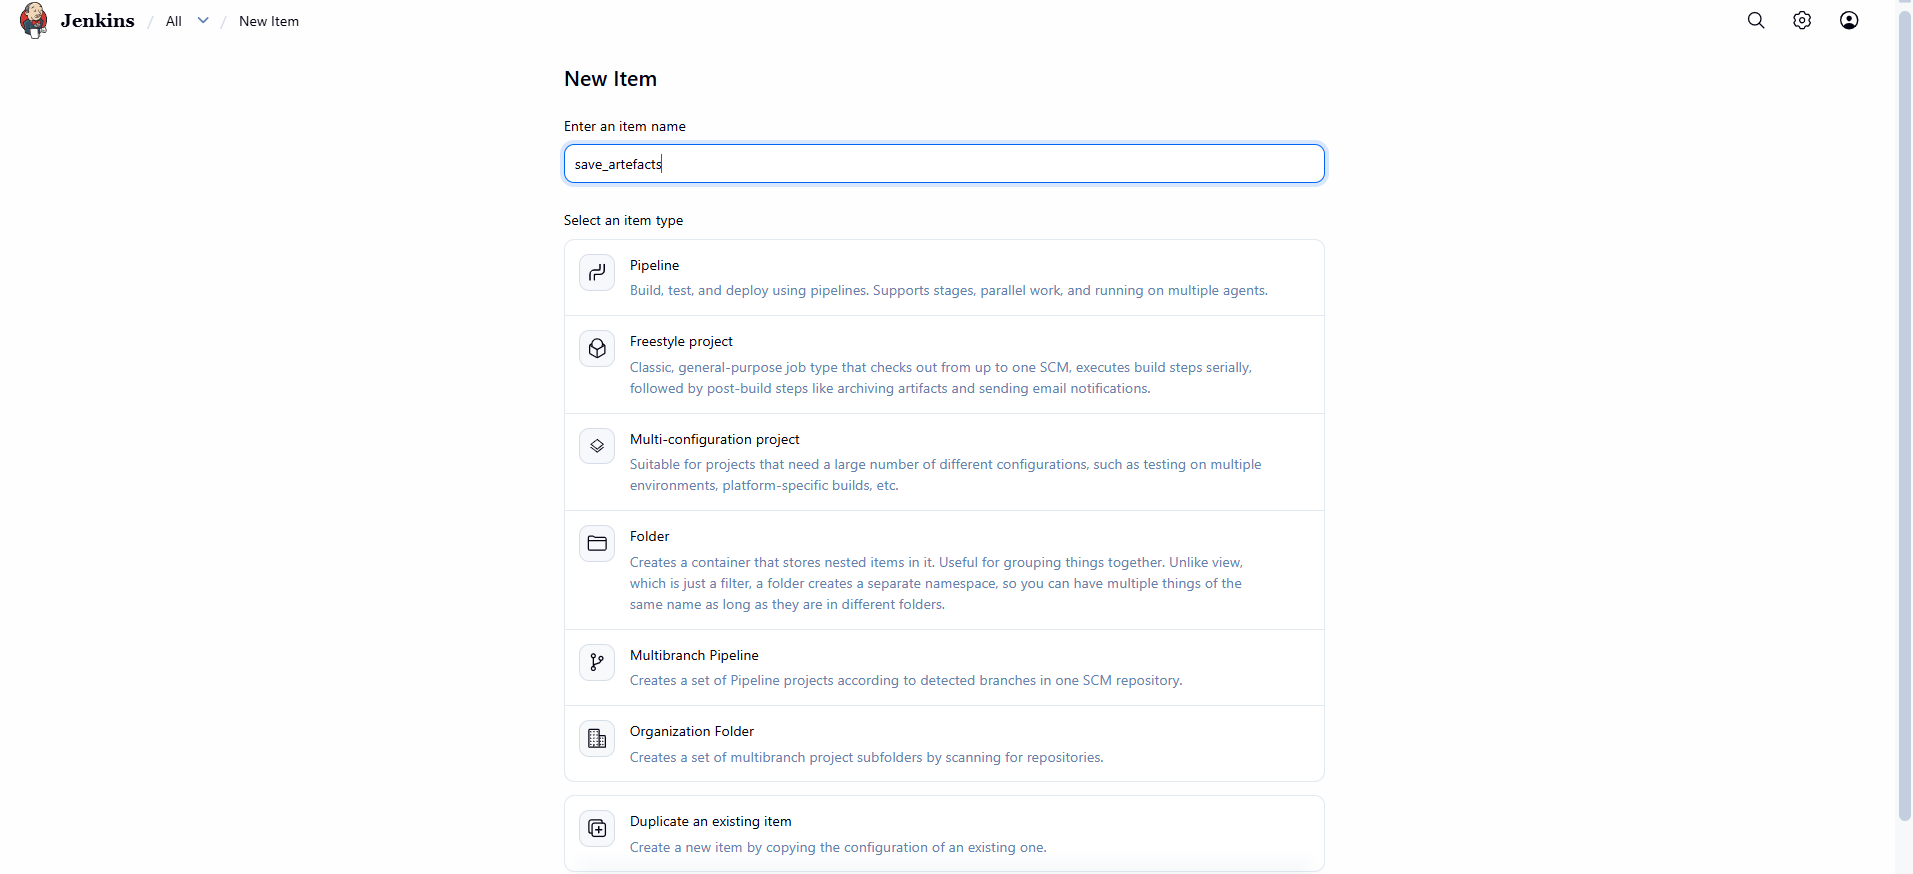 Jenkins / All / New Item
New Item
Enter an item name
save_artefacts
Select an item type
Pipeline
Build, test, and deploy using pipelines. Supports stages, parallel work, and running on multiple agents.
Freestyle project
Classic, general-purpose job type that checks out from up to one SCM, executes build steps serially,
followed by post-build steps like archiving artifacts and sending email notifications.
Multi-configuration project
Suitable for projects that need a large number of different configurations, such as testing on multiple
environments, platform-specific builds, etc.
Folder
Creates a container that stores nested items in it. Useful for grouping things together. Unlike view,
which is just a filter, a folder creates a separate namespace, so you can have multiple things of the
same name as long as they are in different folders.
Multibranch Pipeline
Creates a set of Pipeline projects according to detected branches in one SCM repository.
Organization Folder
Creates a set of multibranch project subfolders by scanning for repositories.
Duplicate an existing item
Create a new item by copying the configuration of an existing one.